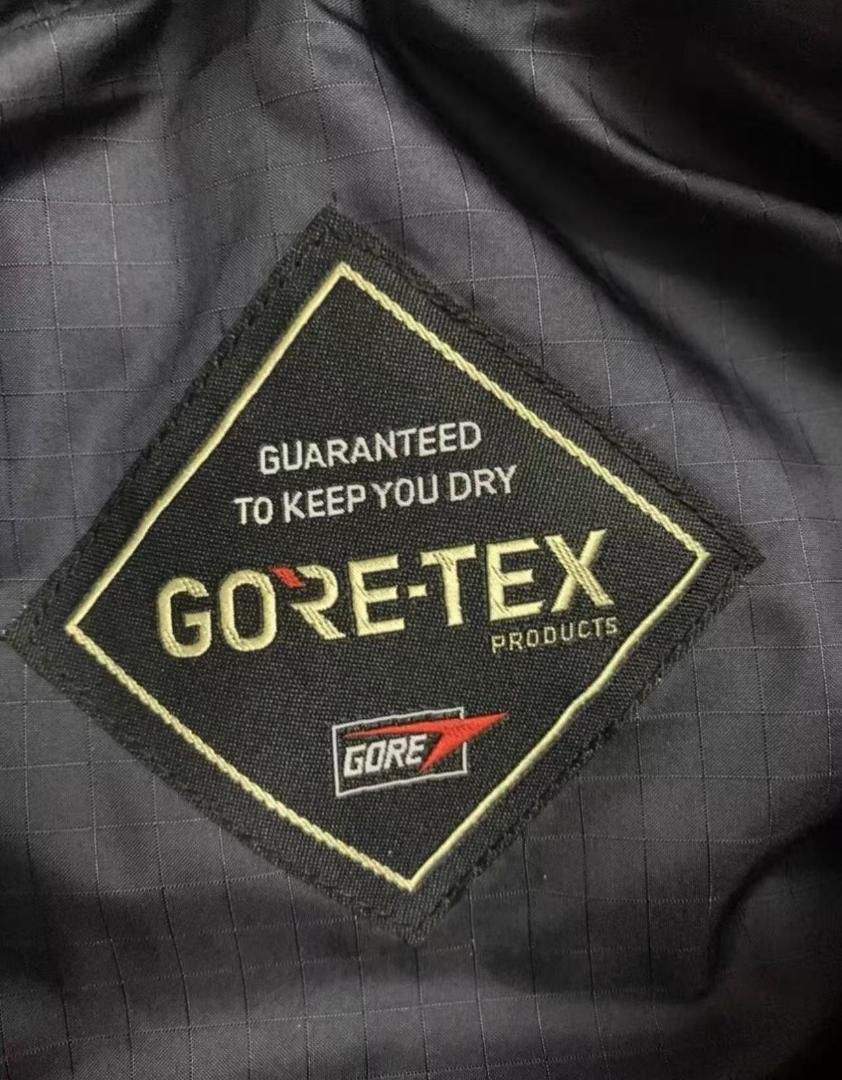 GUARANTEED
TO KEEP YOU DRY
GORE-TEX
PRODUCTS
GORE